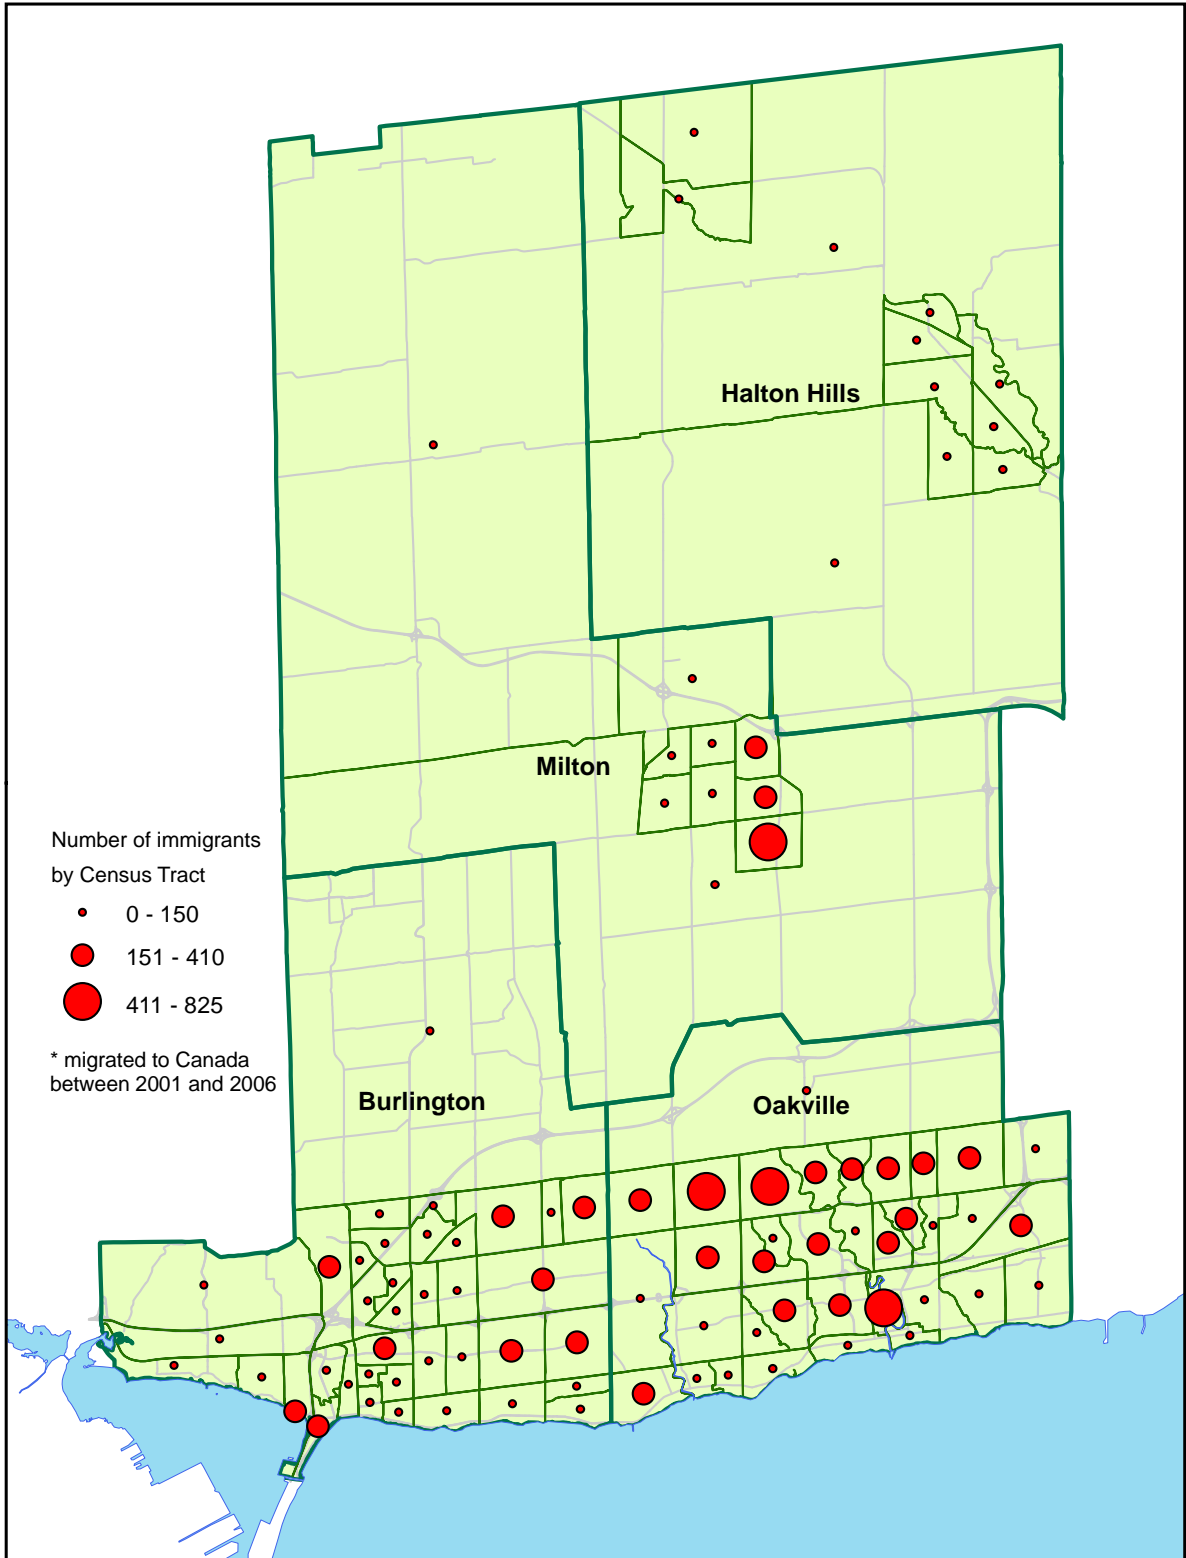 Halton Hills
Milton
Number of immigrants
by Census Tract
0 - 150
151 - 410
411 - 825
* migrated to Canada
between 2001 and 2006
Burlington
Oakville